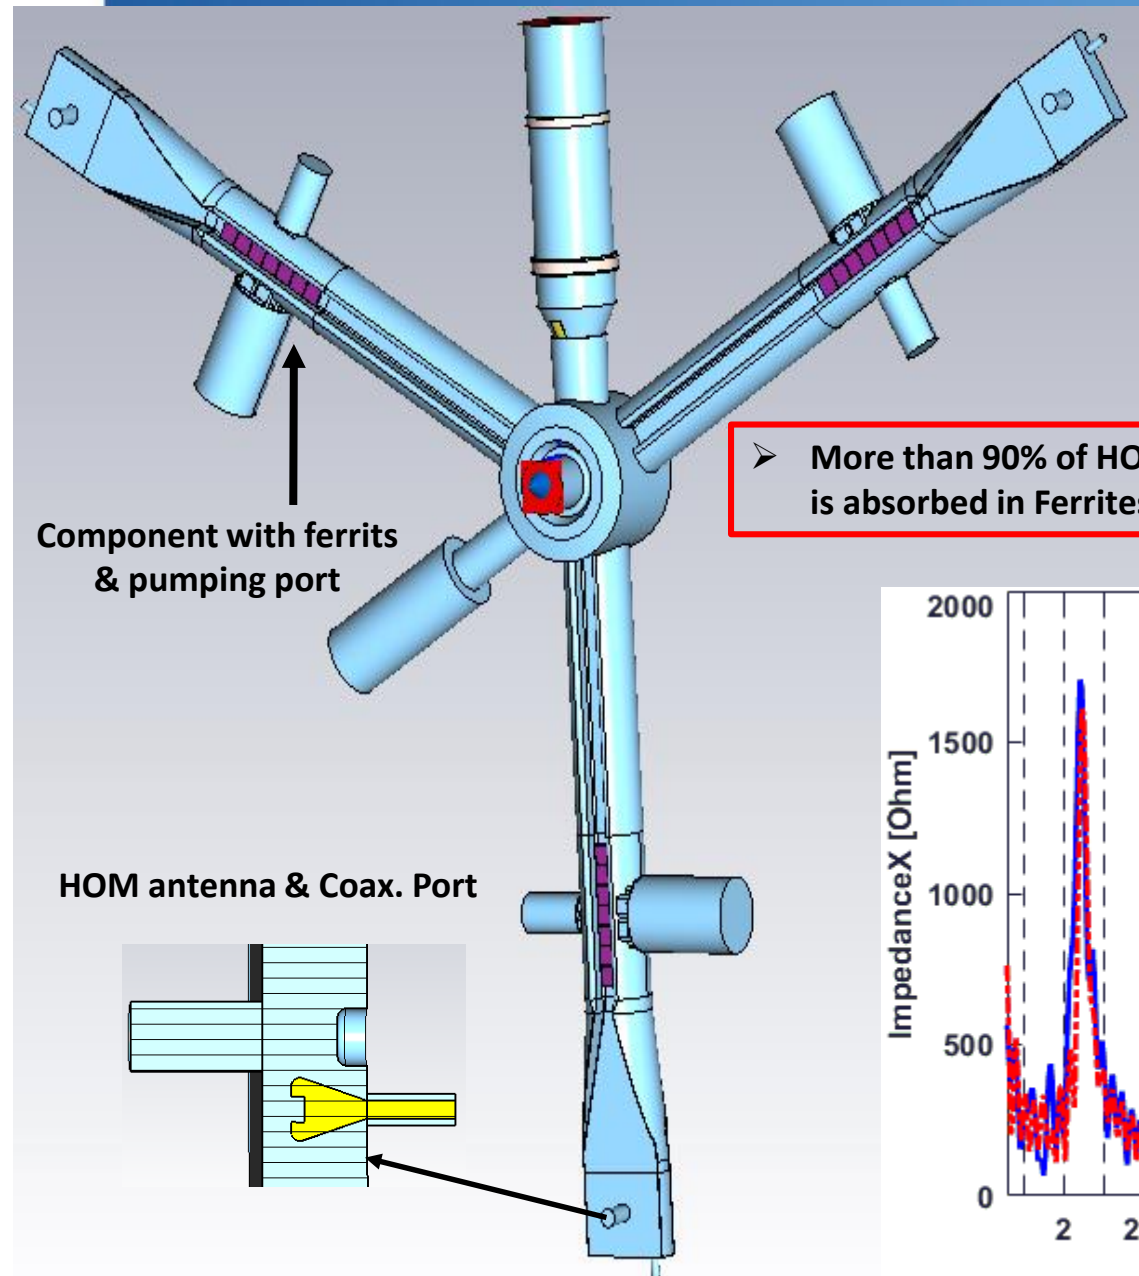 Component with ferrits
& pumping port
➢ More than 90% of HO
is absorbed in Ferrites
HOM antenna & Coax. Port
ImpedanceX [Ohm]
2000
1500
1000
500
0
2 2